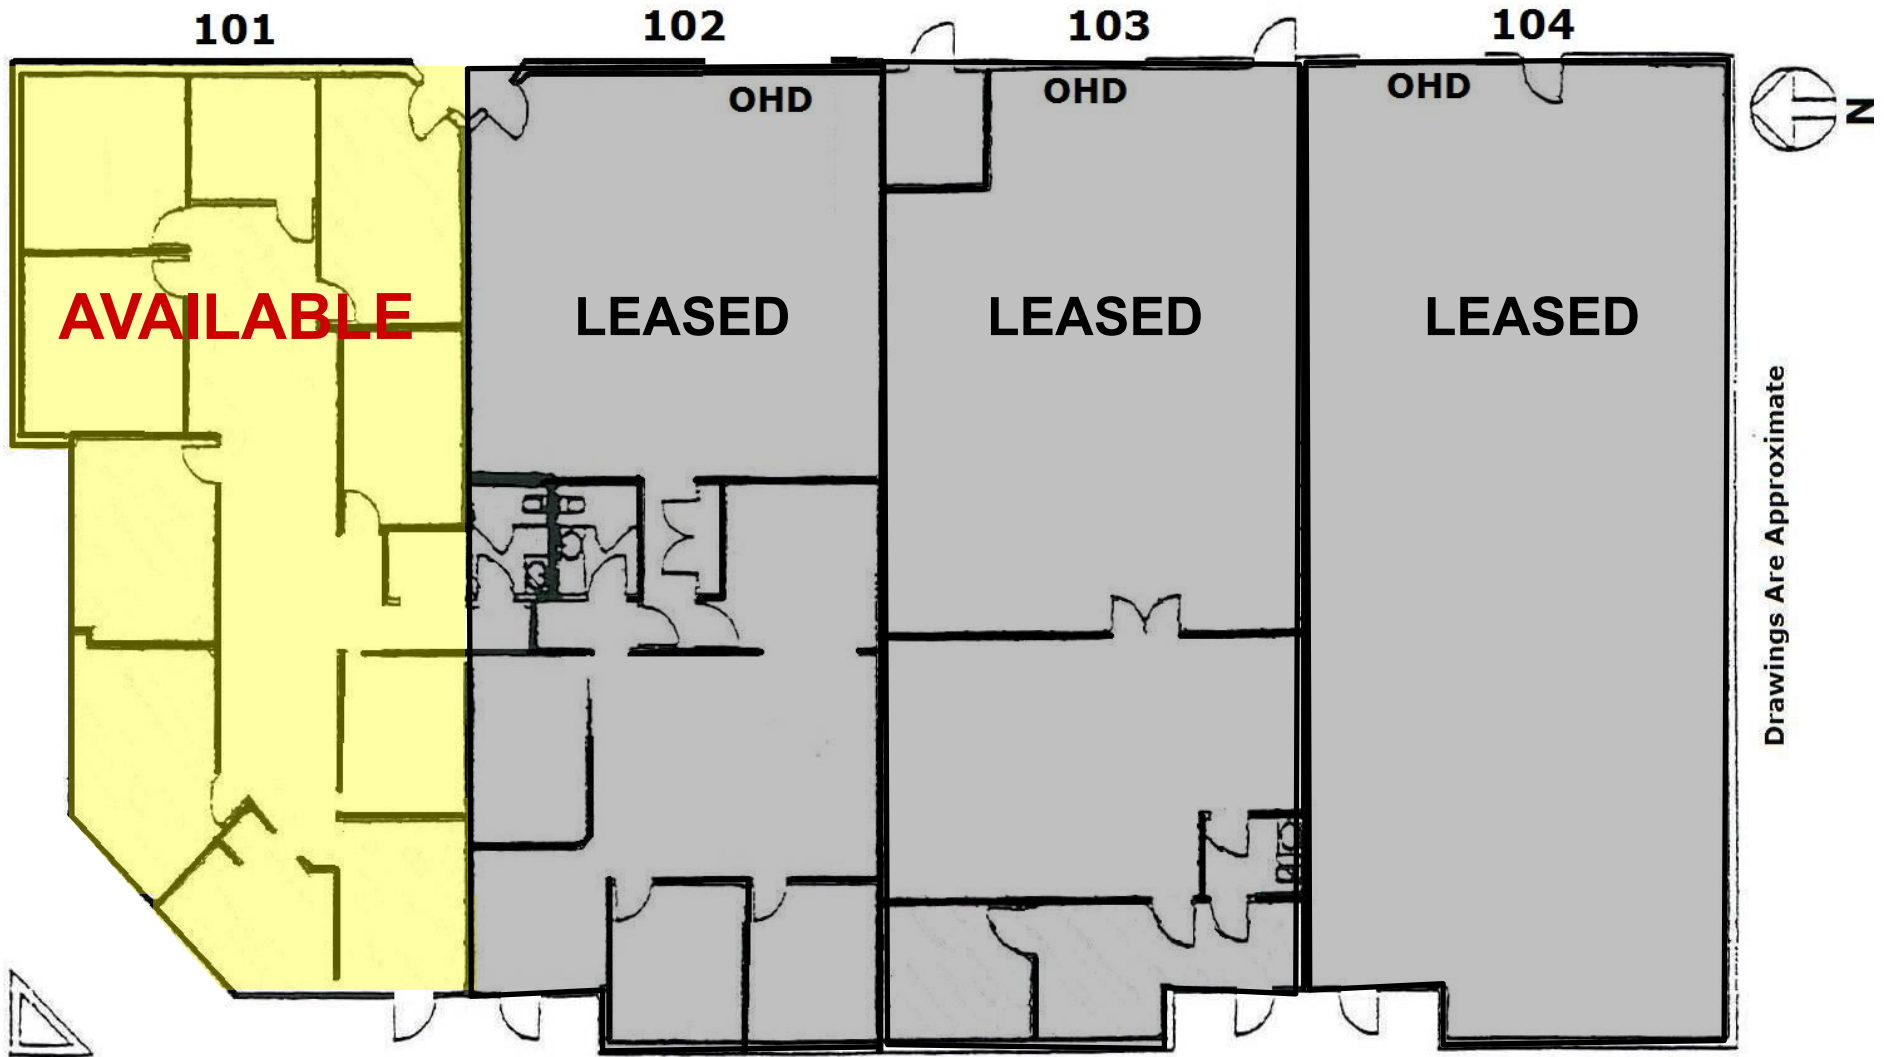 101
102
103
104
OHD
OHD
OHD
N
AVAILABLE
LEASED
LEASED
LEASED
Drawings Are Approximate